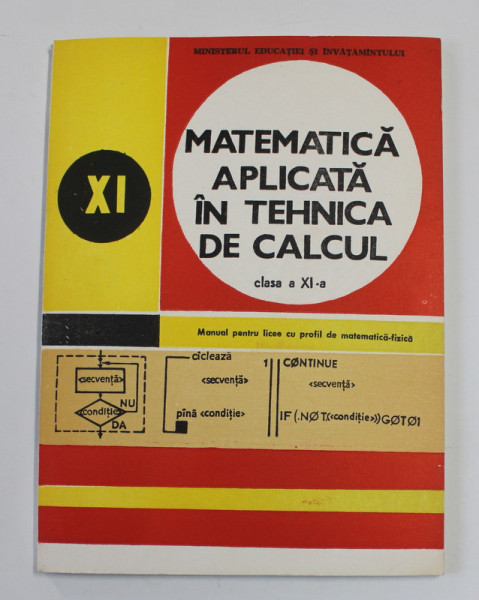 MINISTERUL EDUCAȚIEI ȘI ÎNVĂȚĂMÎNTULUI
MATEMATICĂ
APLICATĂ
ÎN TEHNICA
DE CALCUL
clasa a XI-a
XI
Manual pentru licee cu profil de matematică-fizică
<secvență>
<condiție>
NU
DA
ciclează
<secvență>
pînă <condiție>
1 CØNTINUE
<secvență>
IF (.NØT.(<condiție>))GØTØ1